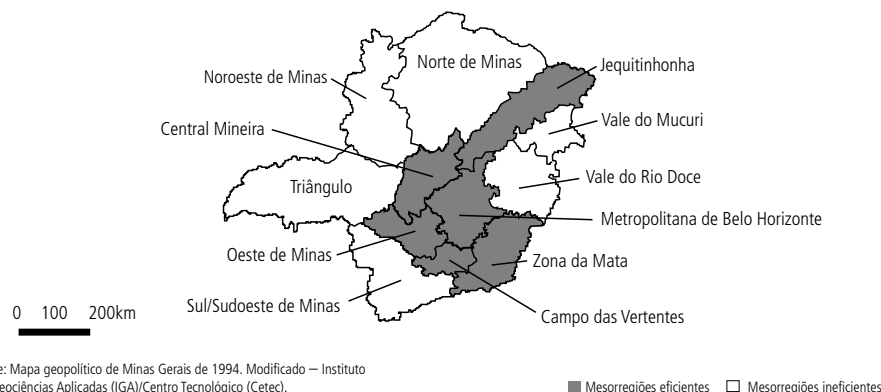 Norte de Minas
Jequitinhonha
Noroeste de Minas
Vale do Mucuri
Central Mineira
Vale do Rio Doce
Triângulo
Metropolitana de Belo Horizonte
Oeste de Minas
Zona da Mata
Sul/Sudoeste de Minas
Campo das Vertentes
0 100 200km
Mapa geopolítico de Minas Gerais de 1994. Modificado — Instituto
Aplicadas (IGA)/Centro Tecnológico (Cetec).
Mesorregiões eficientes Mesorregiões ineficientes